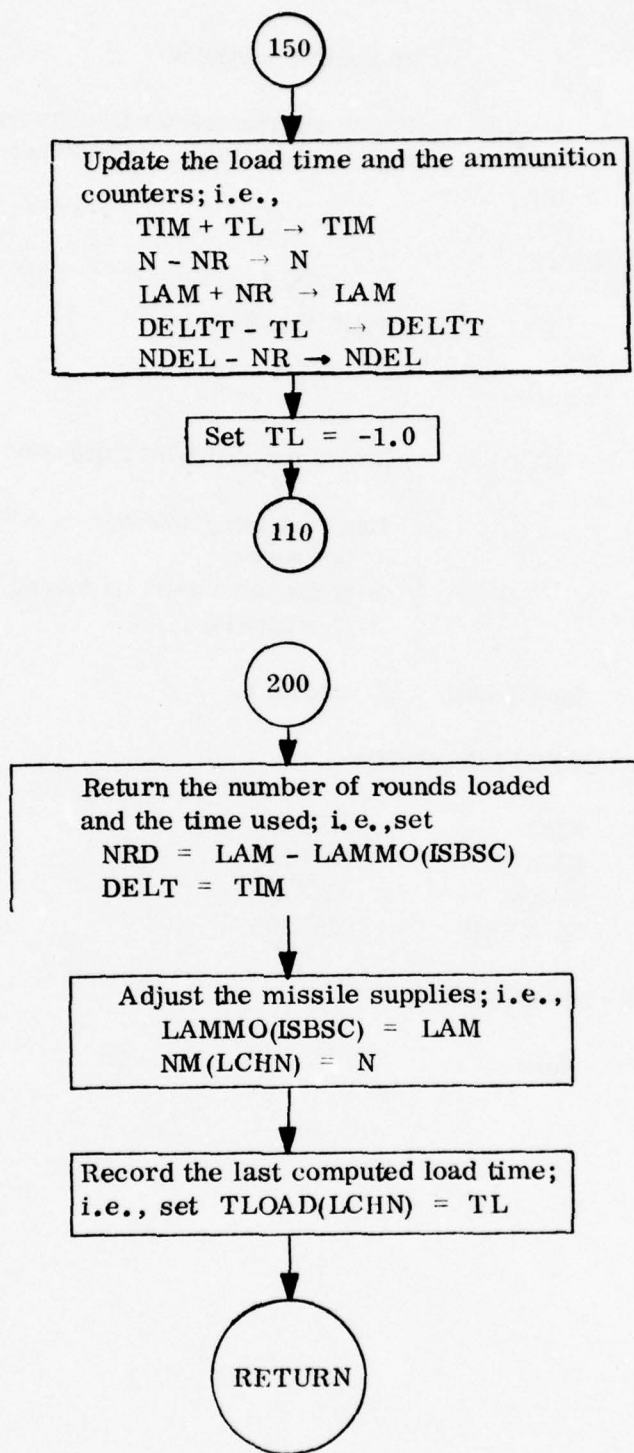 150
Update the load time and the ammunition
counters; i.e.,
TIM + TL → TIM
N - NR → N
LAM + NR → LAM
DELTT - TL → DELTT
NDEL - NR → NDEL
Set TL = -1.0
110
200
Return the number of rounds loaded
and the time used; i.e., set
NRD = LAM - LAMMO(ISBSC)
DELT = TIM
Adjust the missile supplies; i.e.,
LAMMO(ISBSC) = LAM
NM(LCHN) = N
Record the last computed load time;
i.e., set TLOAD(LCHN) = TL
RETURN